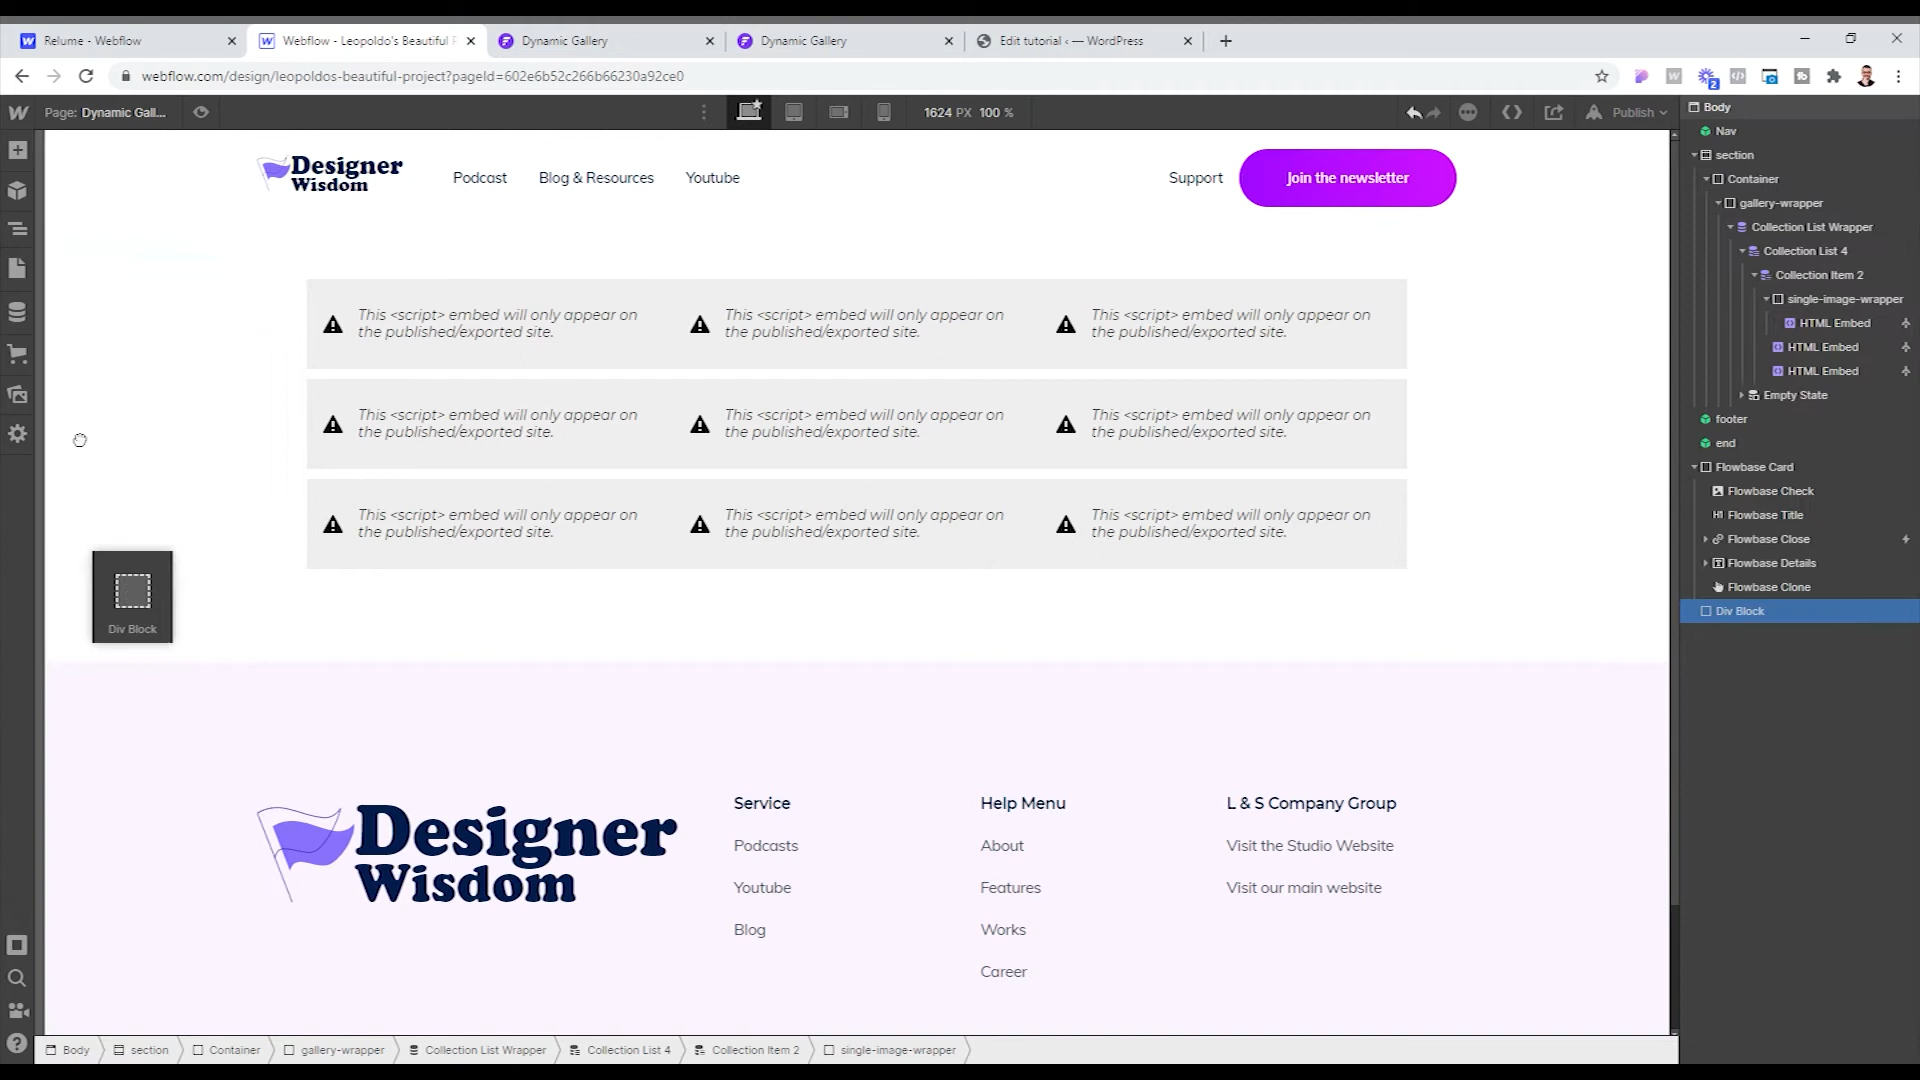 Relume - Webflow
Webflow - Leopoldo's Beautiful P
Dynamic Gallery
Dynamic Gallery
Edit tutorial ‹ — WordPress
webflow.com/design/leopoldos-beautiful-project?pageId=602e6b52c266b66230a92ce0
2
Page: Dynamic Gall...
1624 PX 100 %
Publish
Designer
Wisdom
Podcast
Blog & Resources
Youtube
Support
Join the newsletter
This <script> embed will only appear on
the published/exported site.
This <script> embed will only appear on
the published/exported site.
This <script> embed will only appear on
the published/exported site.
This <script> embed will only appear on
the published/exported site.
This <script> embed will only appear on
the published/exported site.
This <script> embed will only appear on
the published/exported site.
This <script> embed will only appear on
the published/exported site.
This <script> embed will only appear on
the published/exported site.
This <script> embed will only appear on
the published/exported site.
Div Block
Designer
Wisdom
Service
Podcasts
Youtube
Blog
Help Menu
About
Features
Works
Career
L & S Company Group
Visit the Studio Website
Visit our main website
Body
Nav
section
Container
gallery-wrapper
Collection List Wrapper
Collection List 4
Collection Item 2
single-image-wrapper
HTML Embed
HTML Embed
HTML Embed
Empty State
footer
end
Flowbase Card
Flowbase Check
H1 Flowbase Title
Flowbase Close
Flowbase Details
Flowbase Clone
Div Block
Body
section
Container
gallery-wrapper
Collection List Wrapper
Collection List 4
Collection Item 2
single-image-wrapper